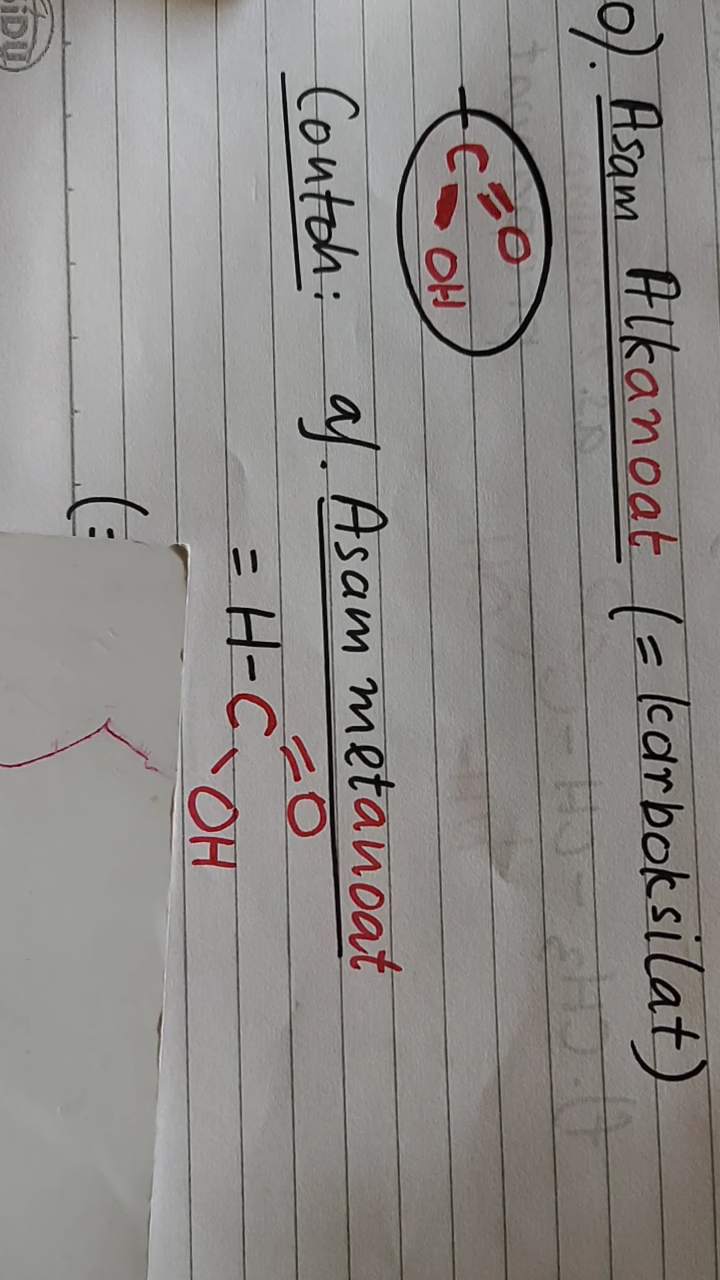 o). Asam Alkanoat (= karboksilat)
=O
-C
OH
Contoh: a). Asam metanoat
=O
= H-C
OH
(=